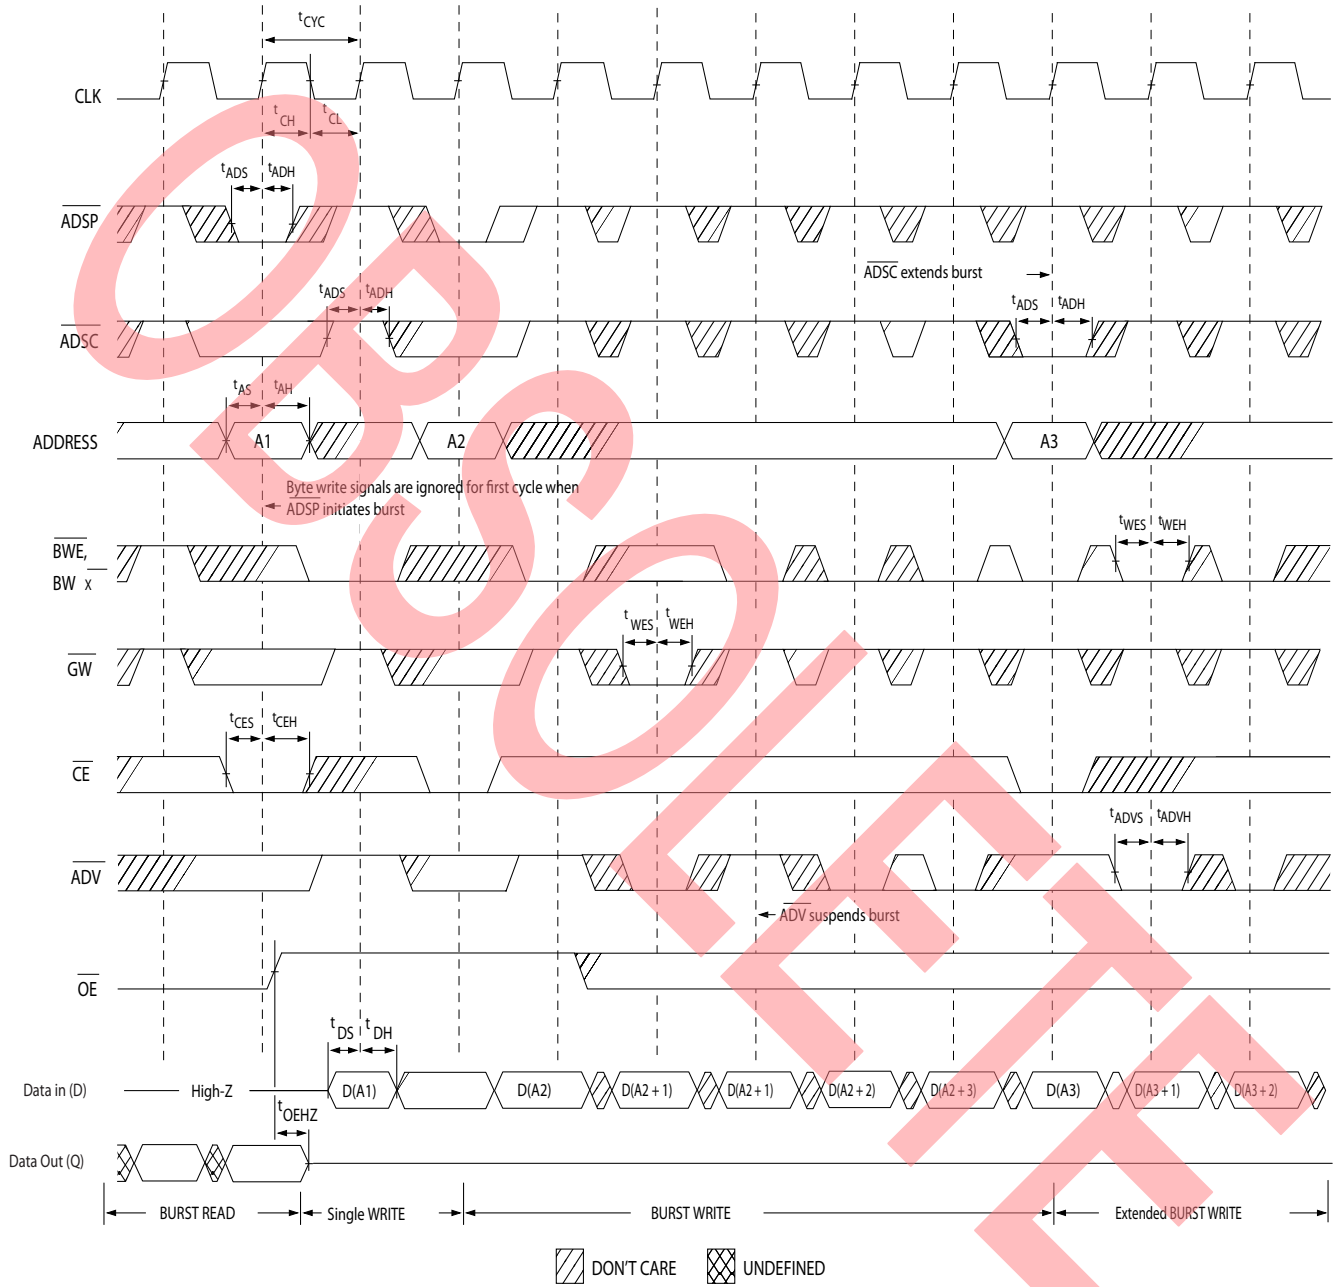 tCYC
CLK
tCH
tCL
tADS tADH
ADSP
ADSC extends burst
tADS tADH
tADS tADH
ADSC
tAS tAH
ADDRESS
A1
A2
A3
Byte write signals are ignored for first cycle when
ADSP initiates burst
tWES tWEH
BWE,
BW x
tWES tWEH
GW
tCES tCEH
CE
tADVS tADVH
ADV
ADV suspends burst
OE
tDS tDH
Data in (D)
High-Z
D(A1)
D(A2)
D(A2 + 1)
D(A2 + 1)
D(A2 + 2)
D(A2 + 3)
D(A3)
D(A3 + 1)
D(A3 + 2)
tOEHZ
Data Out (Q)
BURST READ
Single WRITE
BURST WRITE
Extended BURST WRITE
DON'T CARE
UNDEFINED
OBSOLETE